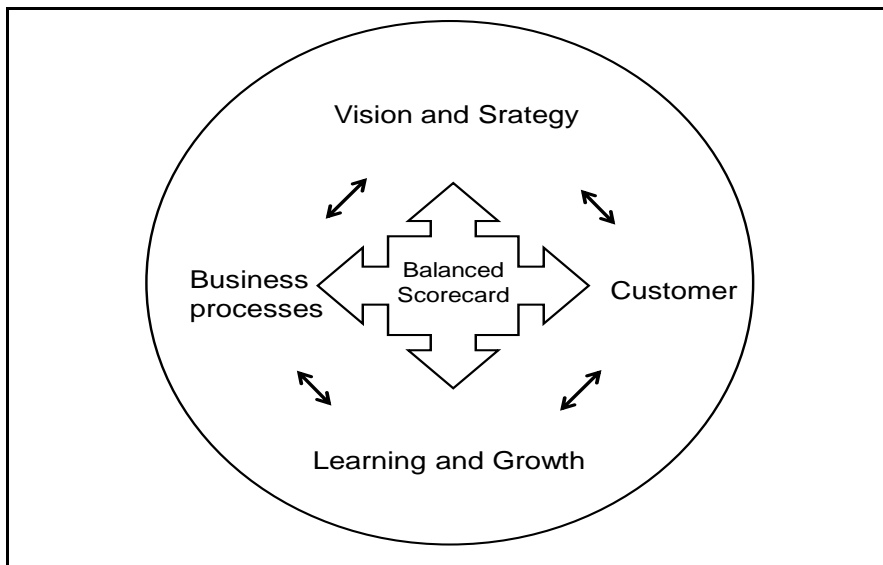 Vision and Srategy
Business
processes
Balanced
Scorecard
Customer
Learning and Growth